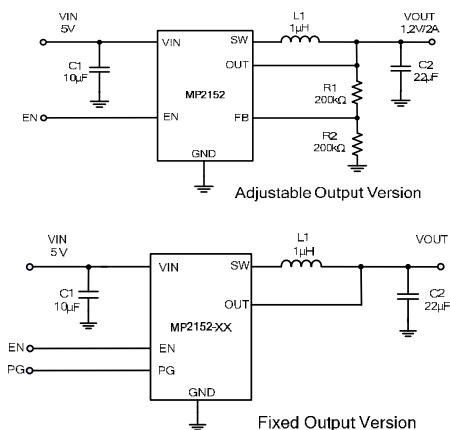 VIN
5V
C1
10µF
EN
VIN
EN
MP2152
GND
SW
OUT
FB
L1
1µH
R1
200kΩ
R2
200kΩ
VOUT
1.2V/2A
C2
22µF
Adjustable Output Version
VIN
5V
C1
10µF
EN
PG
VIN
EN
PG
MP2152-XX
GND
SW
OUT
L1
1µH
VOUT
C2
22µF
Fixed Output Version